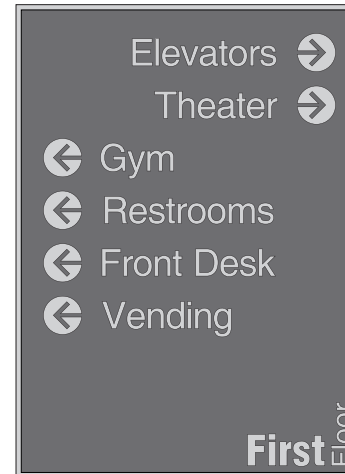 Elevators
Theater
Gym
Restrooms
Front Desk
Vending
First Floor